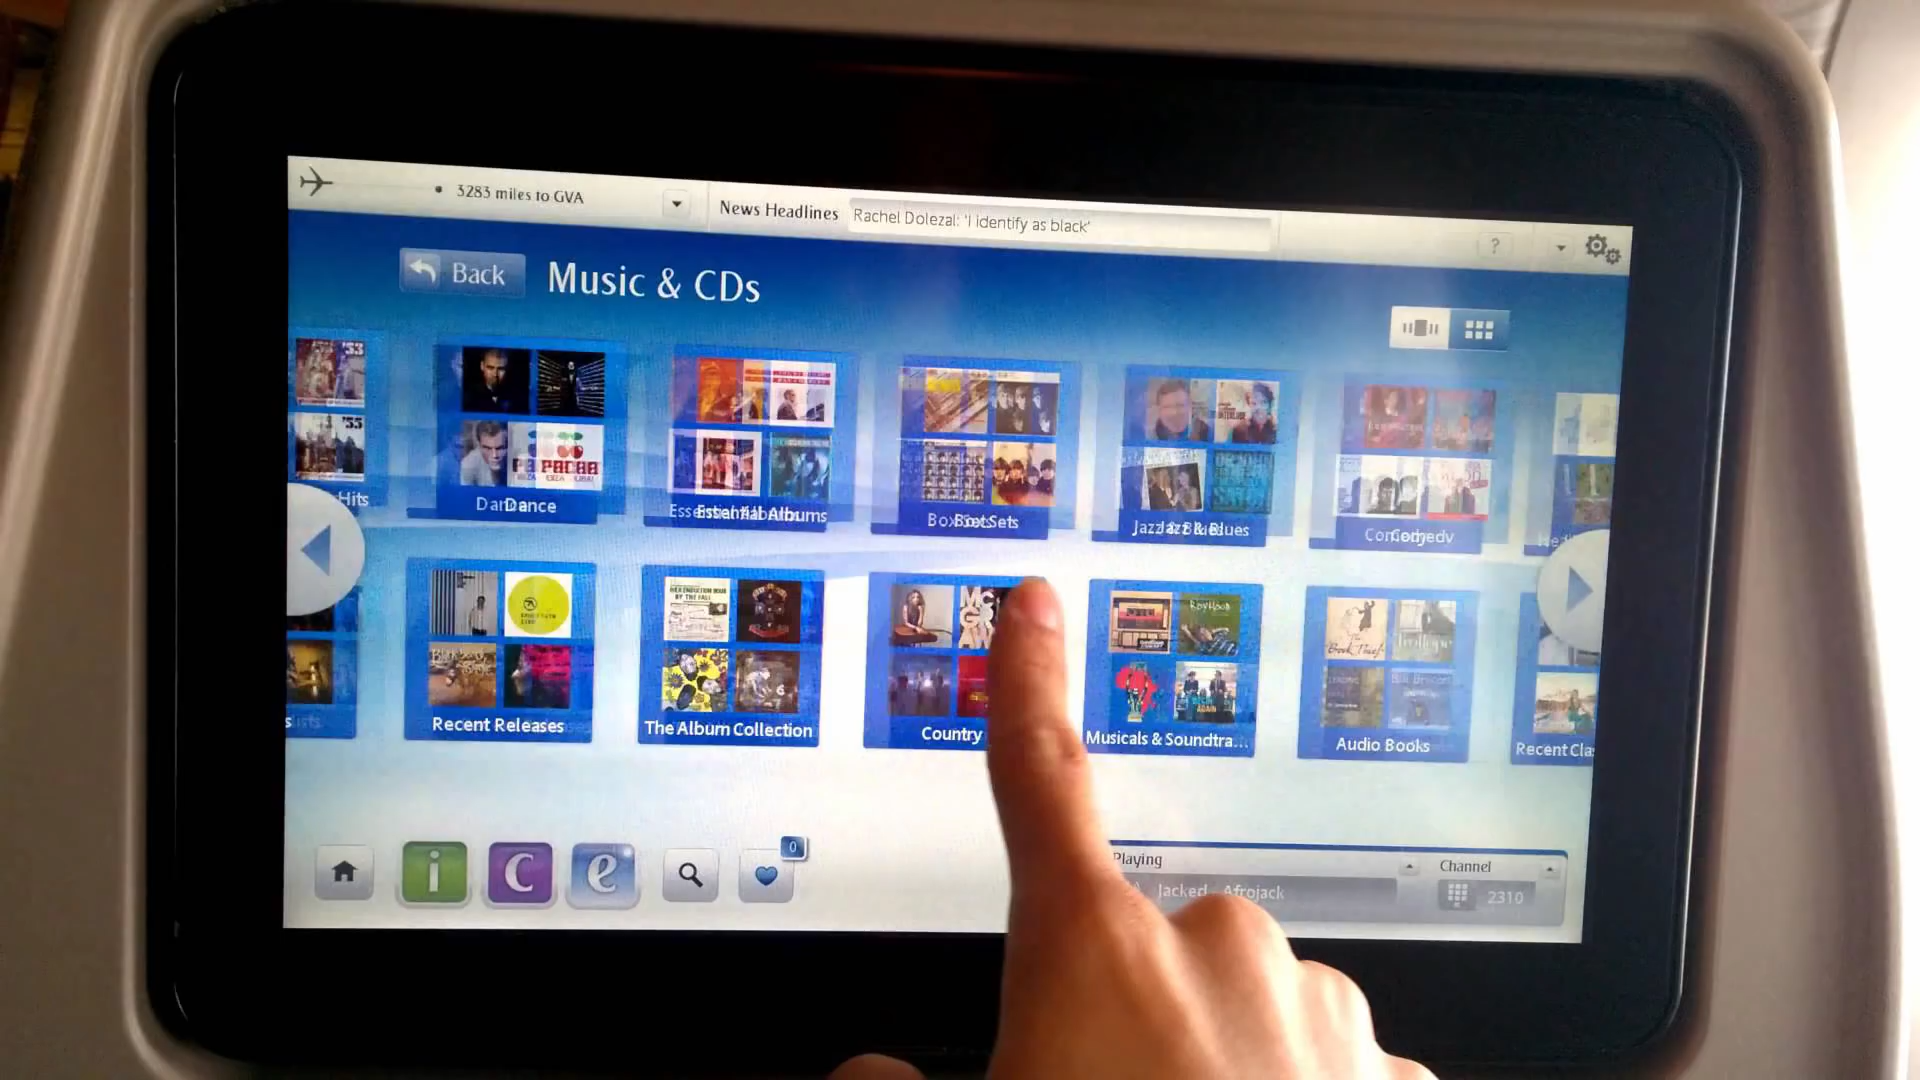 3283 miles to GVA
News Headlines
Rachel Dolezal: 'I identify as black'
?
Back
Music & CDs
Hits
Dance
Essential Albums
Box Sets
Jazz & Blues
Comedy
Recent Releases
The Album Collection
Country
Musicals & Soundtra...
Audio Books
Recent Cla
i
C
e
0
Playing
Jacked Afrojack
Channel
2310